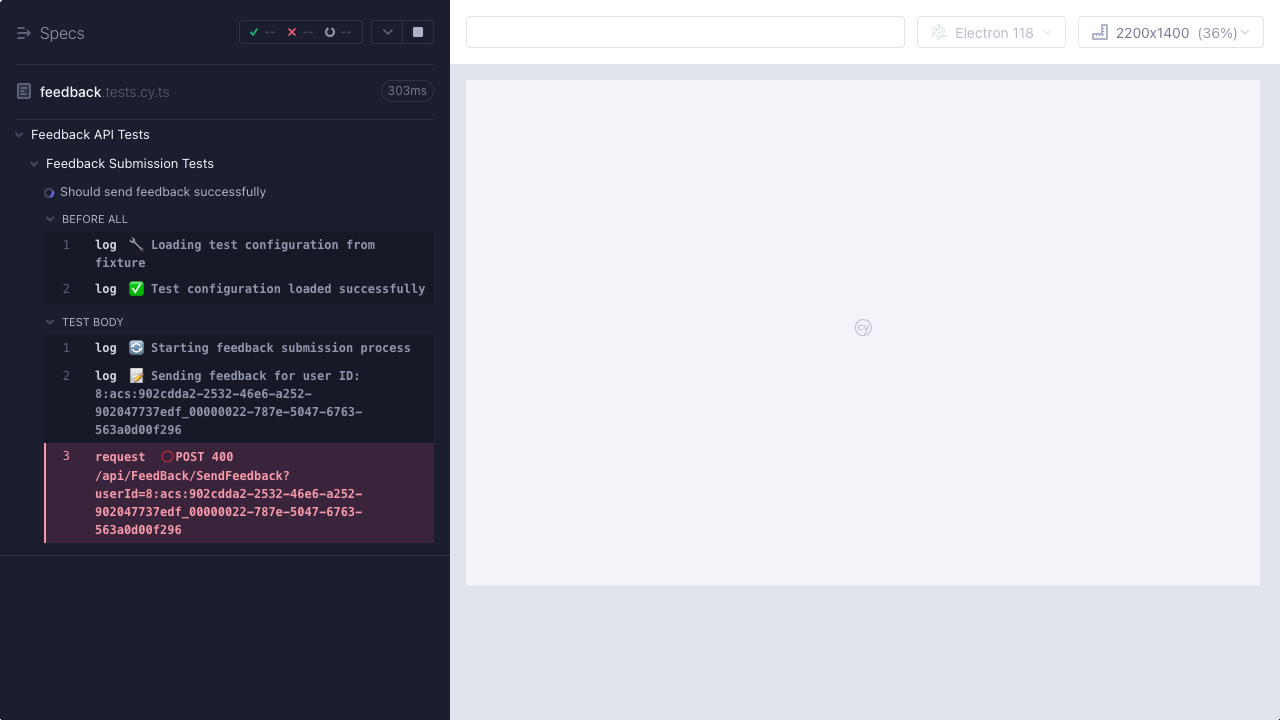 Specs
-- -- --
feedback.tests.cy.ts 303ms
Feedback API Tests
Feedback Submission Tests
Should send feedback successfully
BEFORE ALL
1 log 🔧 Loading test configuration from
fixture
2 log ✅ Test configuration loaded successfully
TEST BODY
1 log 🔄 Starting feedback submission process
2 log 📝 Sending feedback for user ID:
8:acs:902cdda2-2532-46e6-a252-
902047737edf_00000022-787e-5047-6763-
563a0d00f296
3 request POST 400
/api/FeedBack/SendFeedback?
userId=8:acs:902cdda2-2532-46e6-a252-
902047737edf_00000022-787e-5047-6763-
563a0d00f296
Electron 118
2200x1400 (36%)
cy